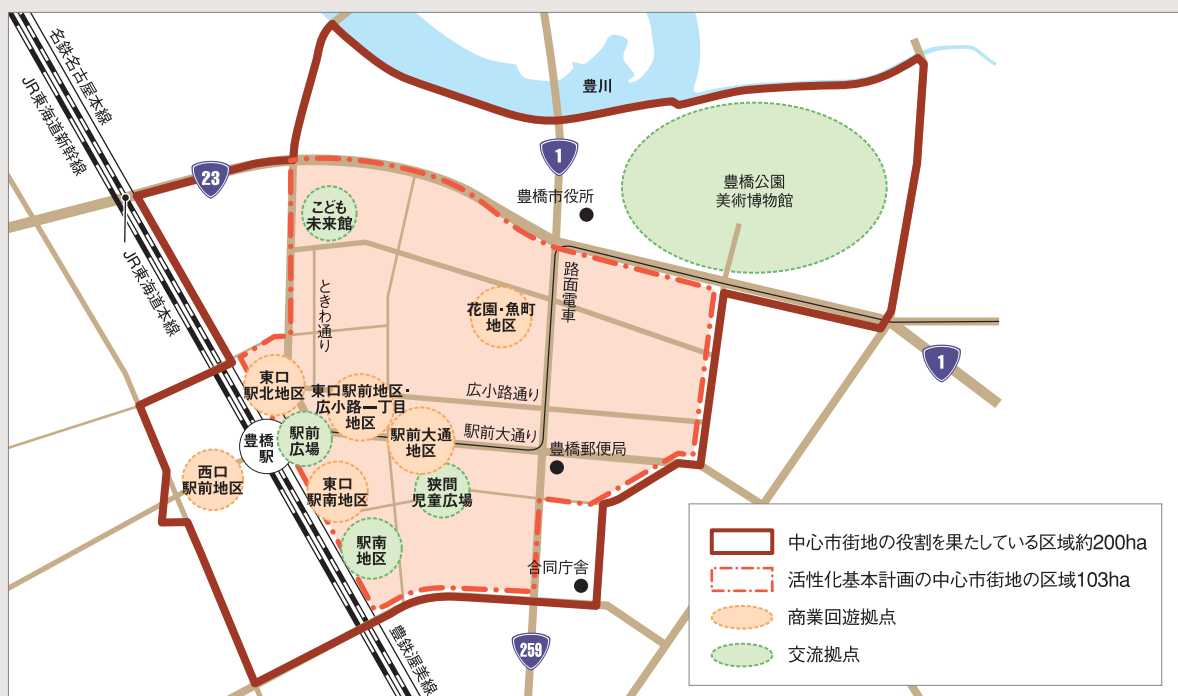 名鉄名古屋本線
JR東海道新幹線
JR東海道本線
豊川
23
1
豊橋市役所
豊橋公園
美術博物館
こども
未来館
路面電車
ときわ通り
花園・魚町
地区
1
東口
駅北地区
東口駅前地区・
広小路一丁目
地区
広小路通り
駅前
広場
駅前大通
地区
駅前大通り
豊橋
駅
豊橋郵便局
西口
駅前地区
東口
駅南地区
狭間
児童広場
駅南
地区
合同庁舎
259
豊鉄渥美線
中心市街地の役割を果たしている区域約200ha
活性化基本計画の中心市街地の区域103ha
商業回遊拠点
交流拠点